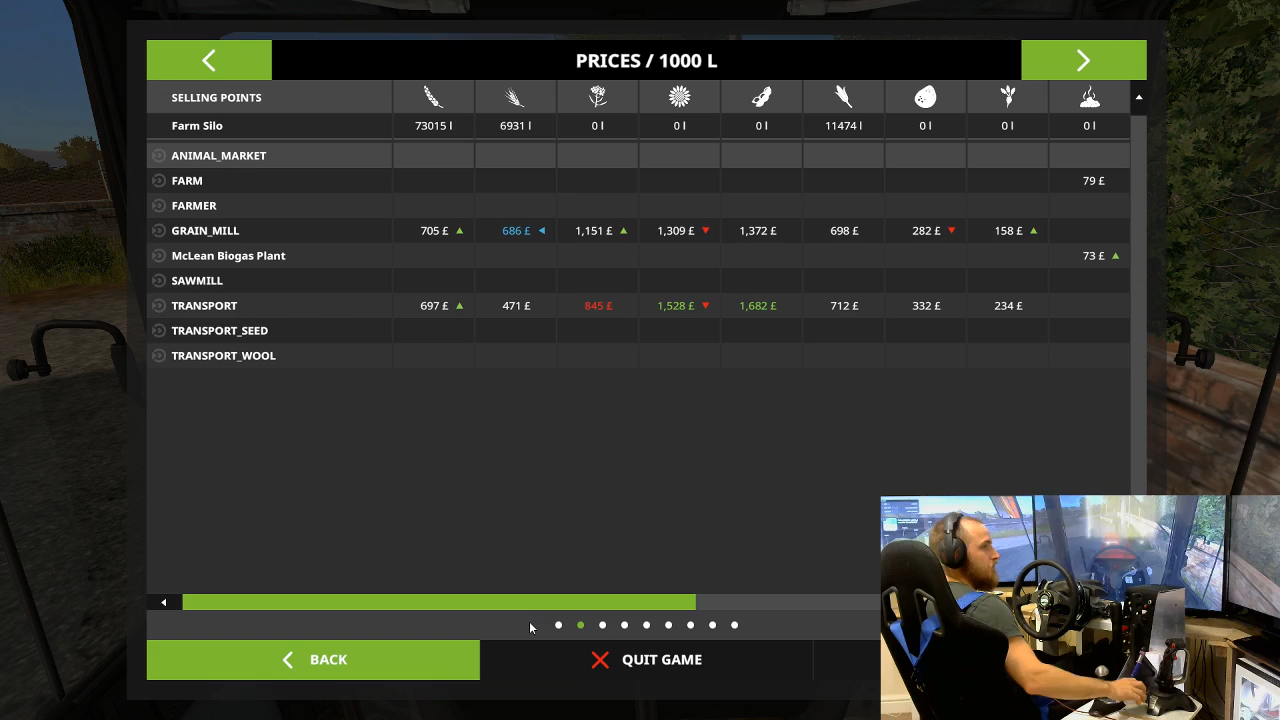 PRICES / 1000 L
SELLING POINTS
Farm Silo 73015 l 6931 l 0 l 0 l 0 l 11474 l 0 l 0 l 0 l
ANIMAL_MARKET
FARM 79 £
FARMER
GRAIN_MILL 705 £ 686 £ 1,151 £ 1,309 £ 1,372 £ 698 £ 282 £ 158 £
McLean Biogas Plant 73 £
SAWMILL
TRANSPORT 697 £ 471 £ 845 £ 1,528 £ 1,682 £ 712 £ 332 £ 234 £
TRANSPORT_SEED
TRANSPORT_WOOL
BACK QUIT GAME